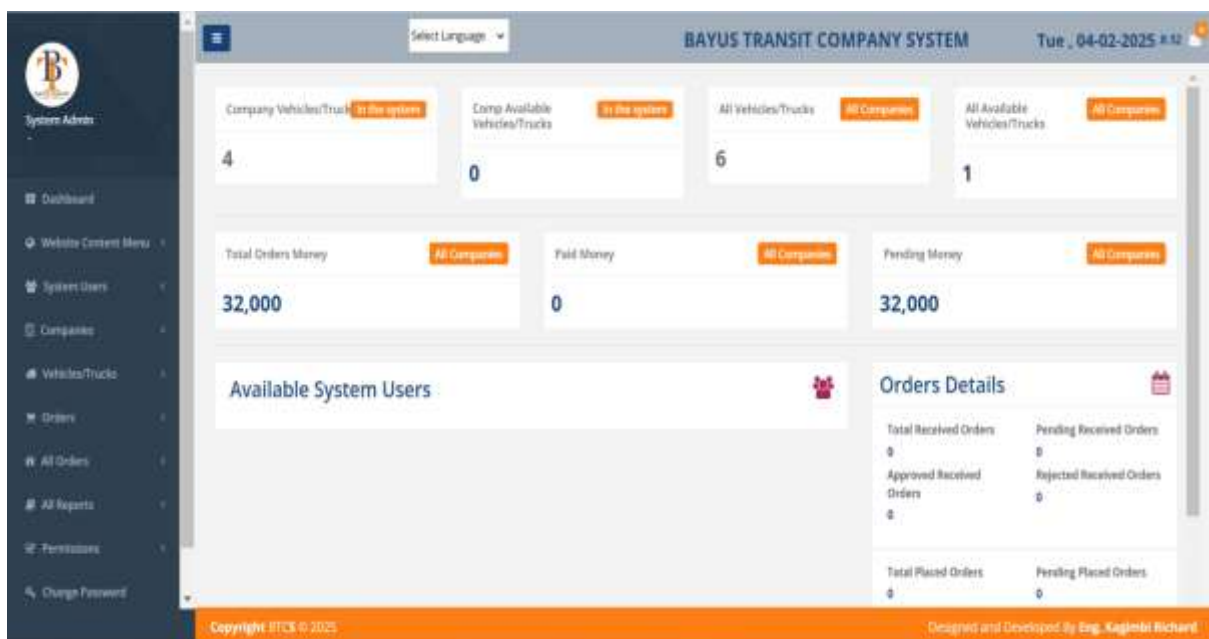 System Admin
-
Dashboard
Website Content Menu
System Users
Companies
Vehicles/Trucks
Orders
All Orders
All Reports
Permissions
Change Password
Select Language
BAYUS TRANSIT COMPANY SYSTEM
Tue , 04-02-2025
Company Vehicles/Truck
In the system
4
Comp Available
Vehicles/Trucks
In the system
0
All Vehicles/Trucks
All Companies
6
All Available
Vehicles/Trucks
All Companies
1
Total Orders Money
All Companies
32,000
Paid Money
All Companies
0
Pending Money
All Companies
32,000
Available System Users
Orders Details
Total Received Orders
0
Pending Received Orders
0
Approved Received
Orders
0
Rejected Received Orders
0
Total Placed Orders
0
Pending Placed Orders
0
Copyright BTCS © 2025
Designed and Developed By Eng. Kagimbi Richard